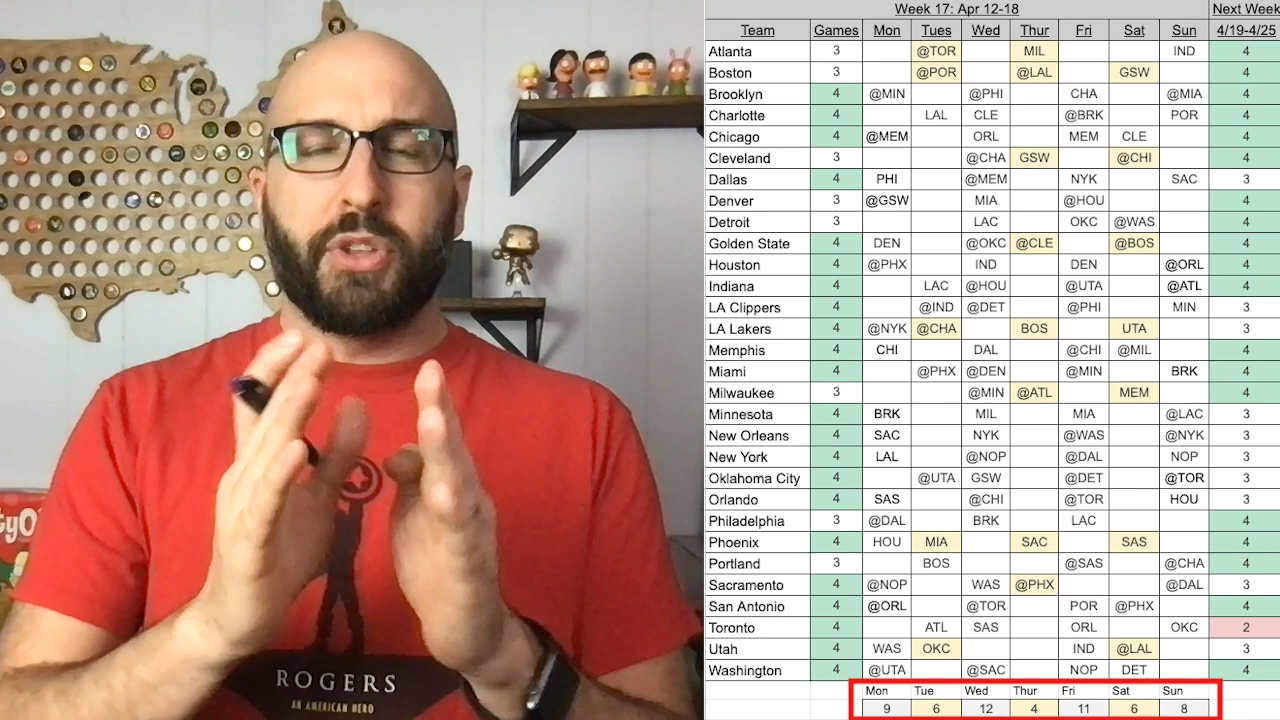 Week 17: Apr 12-18 Next Week
Team Games Mon Tues Wed Thur Fri Sat Sun 4/19-4/25
Atlanta 3 @TOR MIL IND 4
Boston 3 @POR @LAL GSW 4
Brooklyn 4 @MIN @PHI CHA @MIA 4
Charlotte 4 LAL CLE @BRK POR 4
Chicago 4 @MEM ORL MEM CLE 4
Cleveland 3 @CHA GSW @CHI 4
Dallas 4 PHI @MEM NYK SAC 3
Denver 3 @GSW MIA @HOU 4
Detroit 3 LAC OKC @WAS 4
Golden State 4 DEN @OKC @CLE @BOS 4
Houston 4 @PHX IND DEN @ORL 4
Indiana 4 LAC @HOU @UTA @ATL 4
LA Clippers 4 @IND @DET @PHI MIN 3
LA Lakers 4 @NYK @CHA BOS UTA 3
Memphis 4 CHI DAL @CHI @MIL 4
Miami 4 @PHX @DEN @MIN BRK 4
Milwaukee 3 @MIN @ATL MEM 4
Minnesota 4 BRK MIL MIA @LAC 3
New Orleans 4 SAC NYK @WAS @NYK 3
New York 4 LAL @NOP @DAL NOP 3
Oklahoma City 4 @UTA GSW @DET @TOR 3
Orlando 4 SAS @CHI @TOR HOU 3
Philadelphia 3 @DAL BRK LAC 4
Phoenix 4 HOU MIA SAC SAS 4
Portland 3 BOS @SAS @CHA 4
Sacramento 4 @NOP WAS @PHX @DAL 3
San Antonio 4 @ORL @TOR POR @PHX 4
Toronto 4 ATL SAS ORL OKC 2
Utah 4 WAS OKC IND @LAL 3
Washington 4 @UTA @SAC NOP DET 4
Mon Tue Wed Thur Fri Sat Sun
9 6 12 4 11 6 8
ROGERS
AN AMERICAN HERO